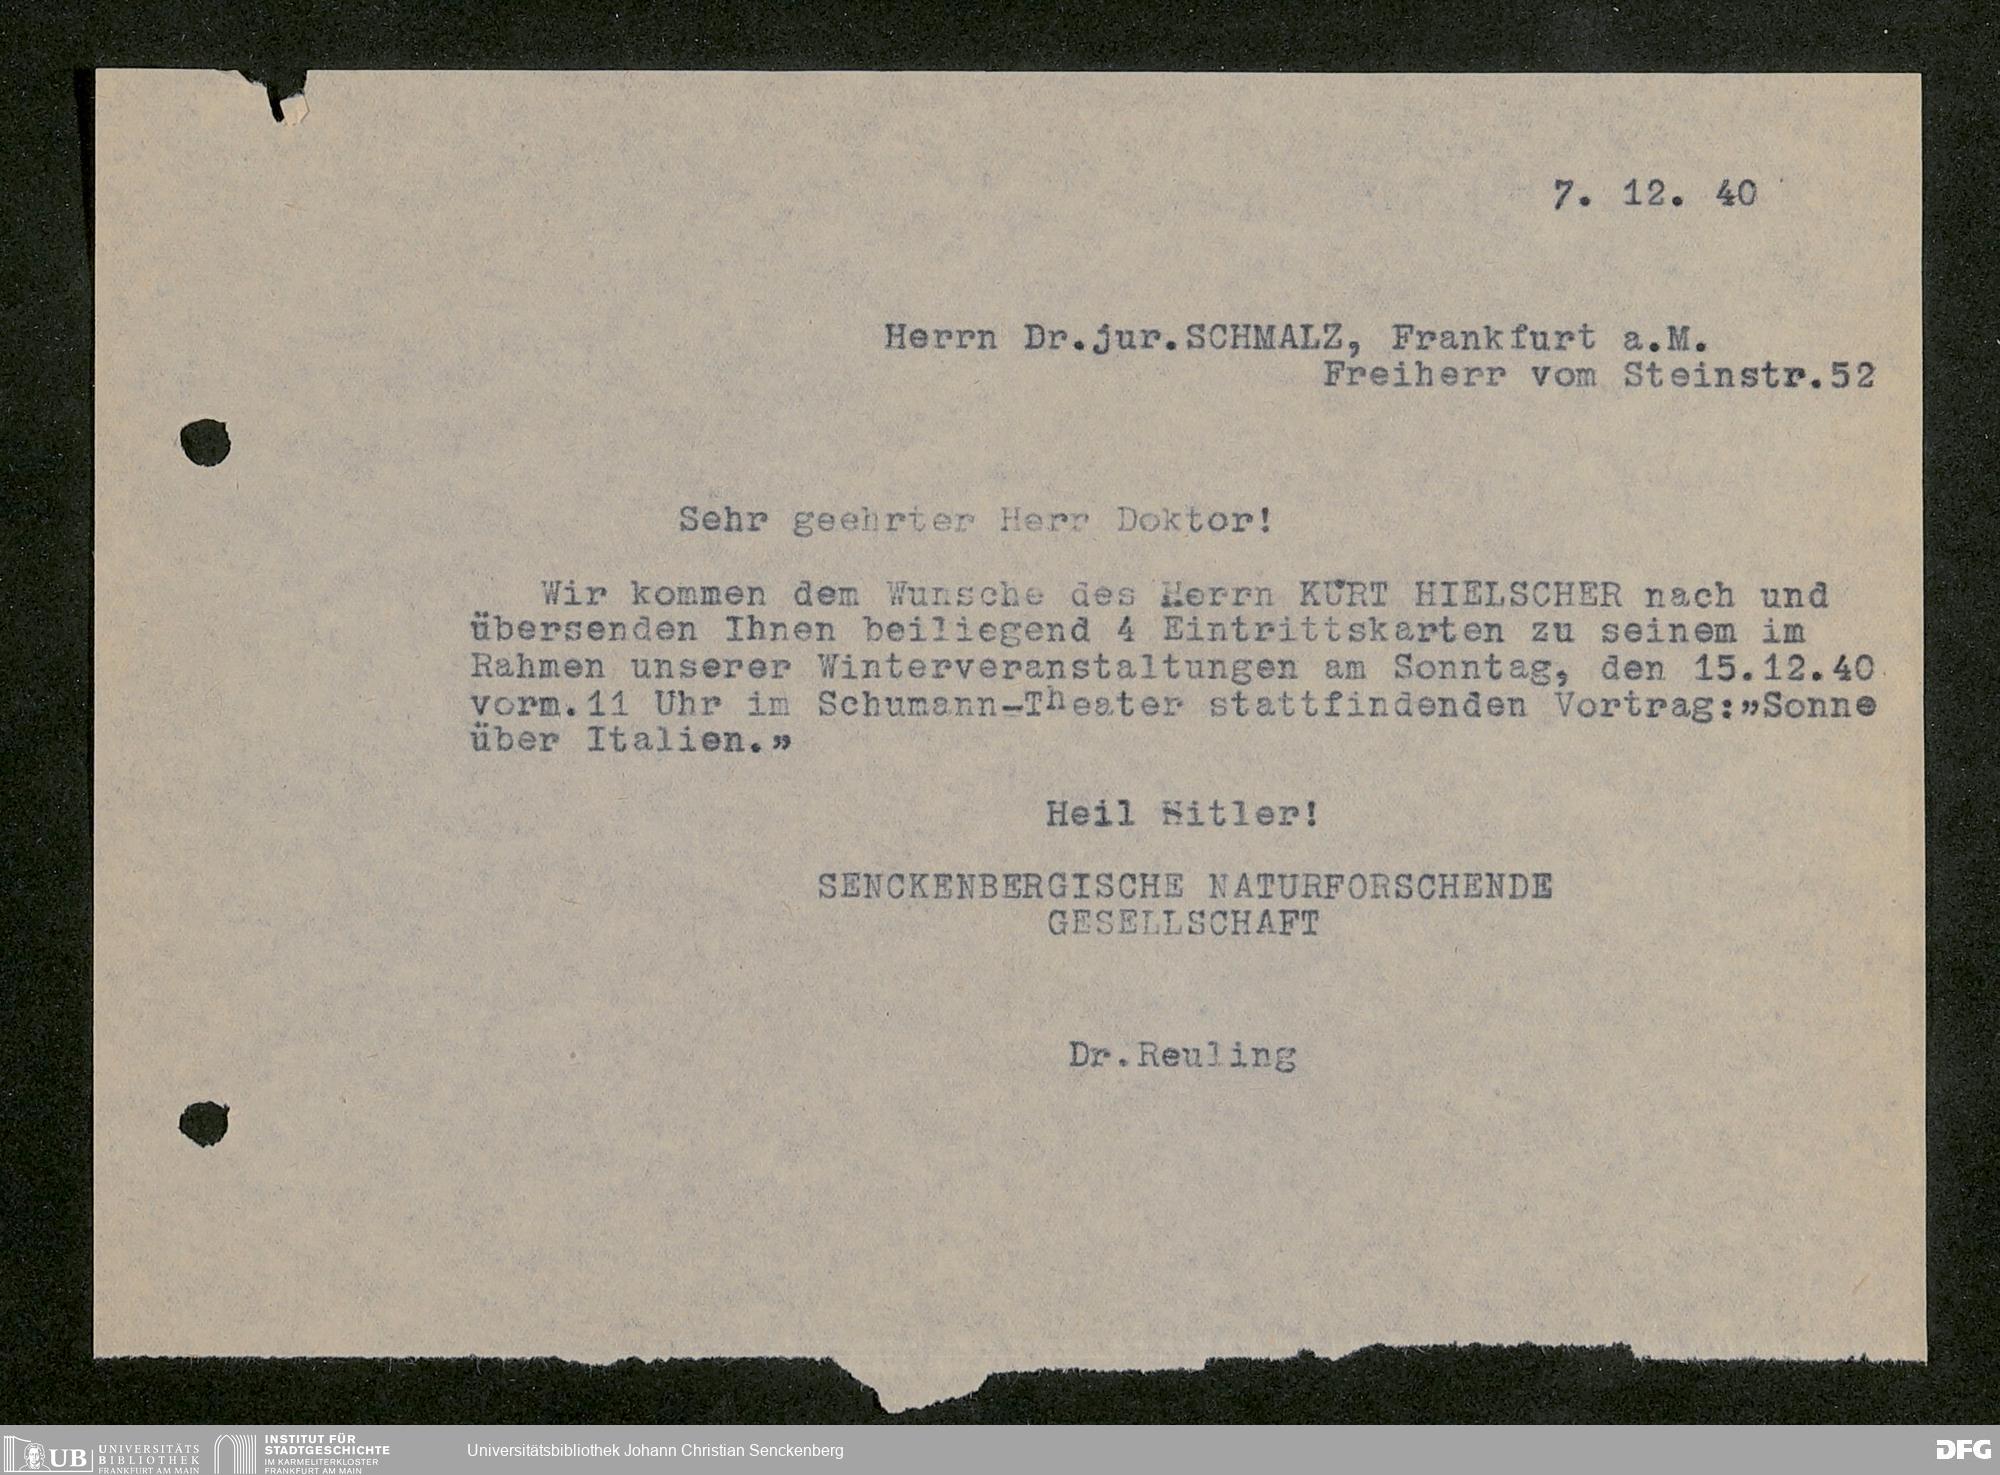 7. 12. 40
Herrn Dr.jur.SCHMALZ, Frankfurt a.M.
Freiherr vom Steinstr.52
Sehr geehrter Herr Doktor!
Wir kommen dem Wunsche des Herrn KURT HIELSCHER nach und
übersenden Ihnen beiliegend 4 Eintrittskarten zu seinem im
Rahmen unserer Winterveranstaltungen am Sonntag, den 15.12.40
vorm.11 Uhr im Schumann-Theater stattfindenden Vortrag:"Sonne
über Italien."
Heil Hitler!
SENCKENBERGISCHE NATURFORSCHENDE
GESELLSCHAFT
Dr.Reuling
UB UNIVERSITÄTS
BIBLIOTHEK
FRANKFURT AM MAIN
INSTITUT FÜR
STADTGESCHICHTE
IM KARMELITERKLOSTER
FRANKFURT AM MAIN
Universitätsbibliothek Johann Christian Senckenberg
DFG